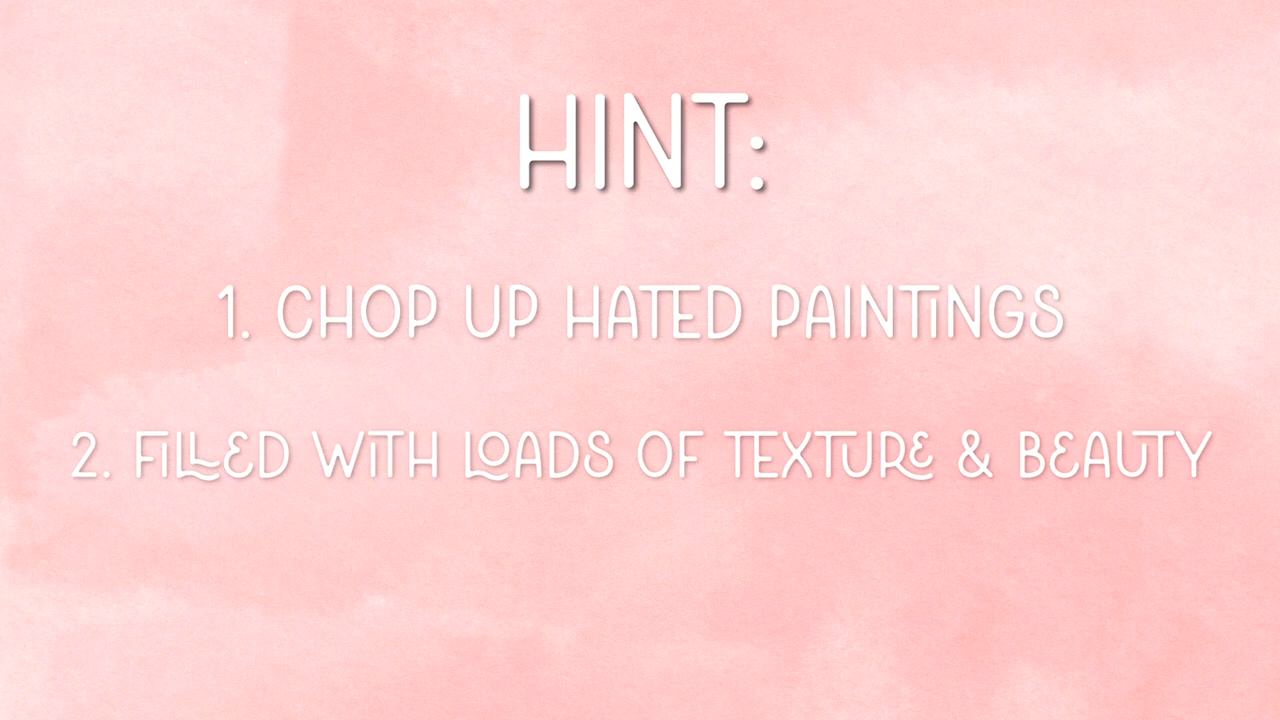 HINT:
1. CHOP UP HATED PAINTINGS
2. FILLED WITH LOADS OF TEXTURE & BEAUTY